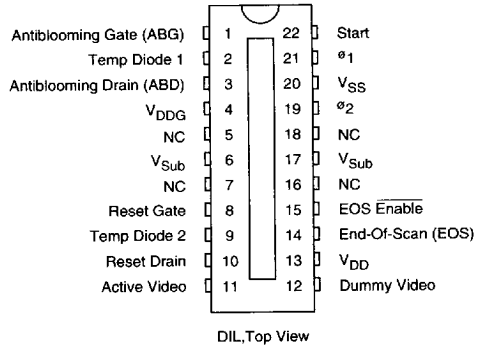 Antiblooming Gate (ABG) 1 22 Start
Temp Diode 1 2 21 ø1
Antiblooming Drain (ABD) 3 20 VSS
VDDG 4 19 ø2
NC 5 18 NC
VSub 6 17 VSub
NC 7 16 NC
Reset Gate 8 15 EOS Enable
Temp Diode 2 9 14 End-Of-Scan (EOS)
Reset Drain 10 13 VDD
Active Video 11 12 Dummy Video
DIL,Top View